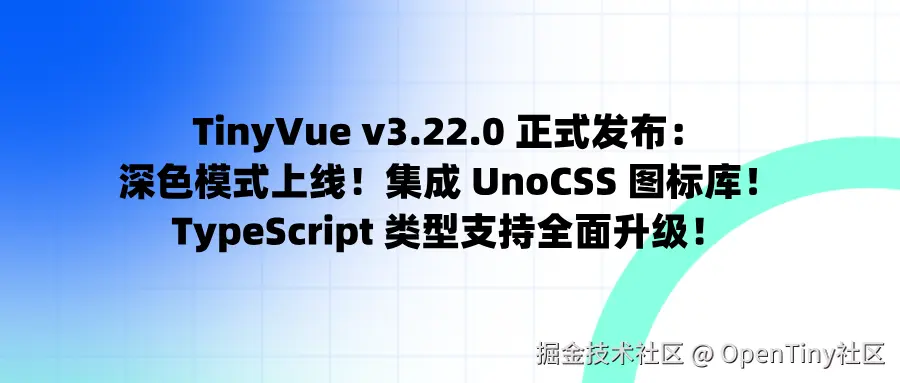 TinyVue v3.22.0 正式发布：
深色模式上线！集成 UnoCSS 图标库！
TypeScript 类型支持全面升级！
掘金技术社区 @ OpenTiny社区